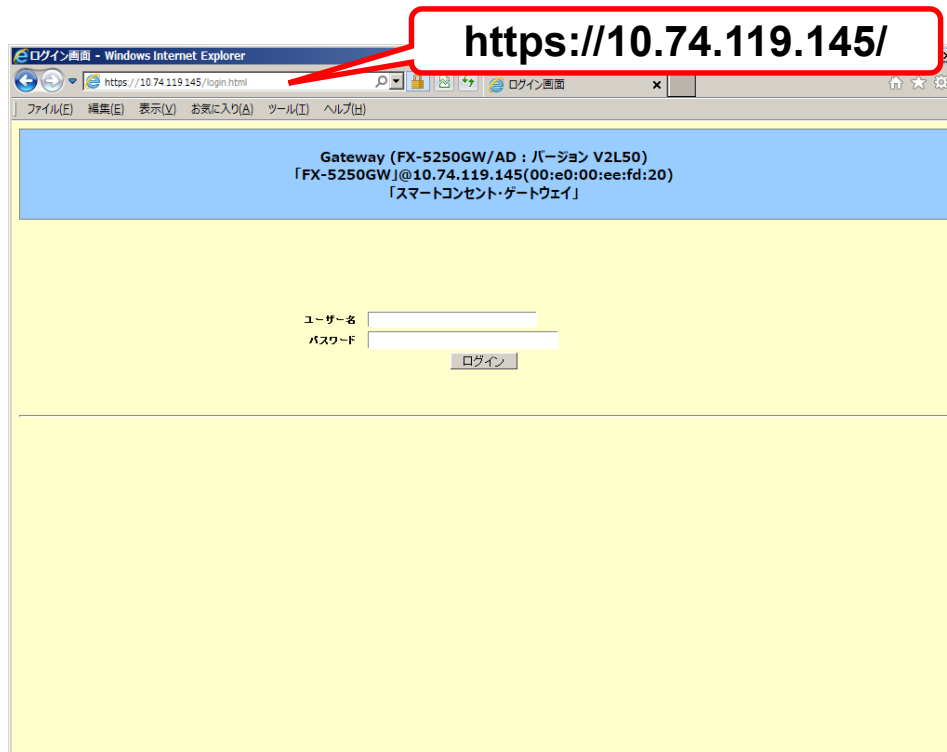 https://10.74.119.145/
ログイン画面 - Windows Internet Explorer
https://10.74.119.145/login.html
ログイン画面
ファイル(F) 編集(E) 表示(V) お気に入り(A) ツール(T) ヘルプ(H)
Gateway (FX-5250GW/AD : バージョン V2L50)
「FX-5250GW」@10.74.119.145(00:e0:00:ee:fd:20)
「スマートコンセント・ゲートウェイ」
ユーザー名
パスワード
ログイン